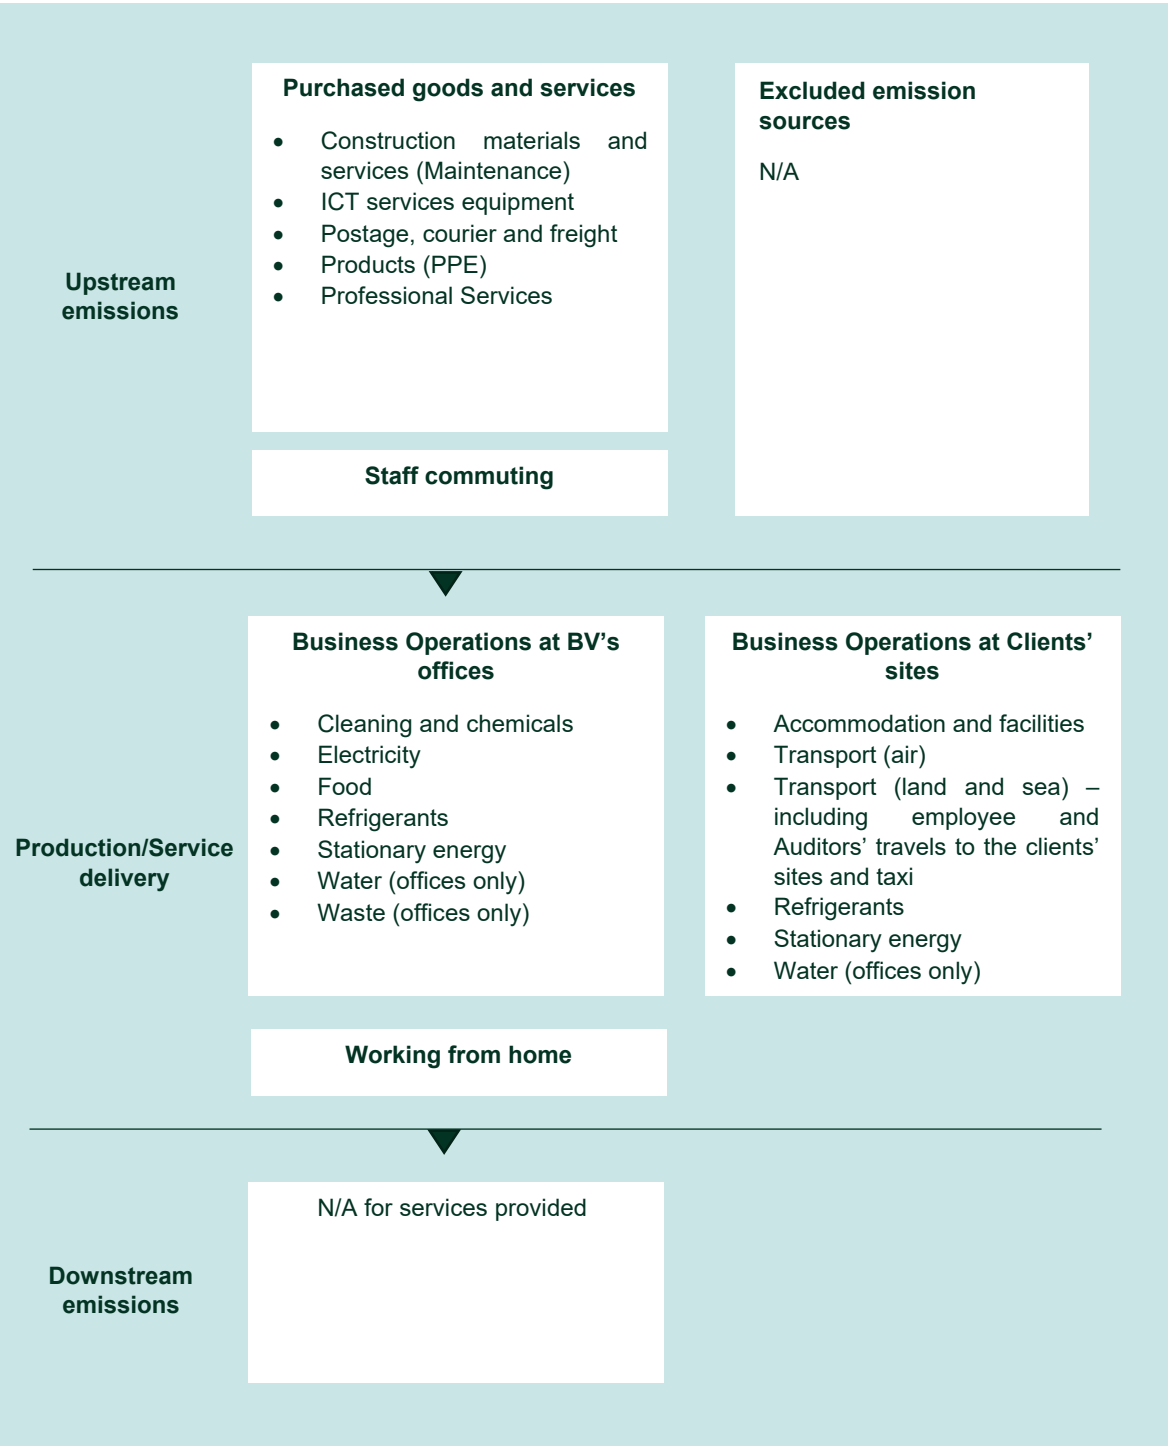 Purchased goods and services
• Construction materials and
services (Maintenance)
• ICT services equipment
• Postage, courier and freight
• Products (PPE)
• Professional Services
Excluded emission
sources
N/A
Upstream
emissions
Staff commuting
Business Operations at BV’s
offices
• Cleaning and chemicals
• Electricity
• Food
• Refrigerants
• Stationary energy
• Water (offices only)
• Waste (offices only)
Business Operations at Clients’
sites
• Accommodation and facilities
• Transport (air)
• Transport (land and sea) –
including employee and
Auditors’ travels to the clients’
sites and taxi
• Refrigerants
• Stationary energy
• Water (offices only)
Production/Service
delivery
Working from home
N/A for services provided
Downstream
emissions